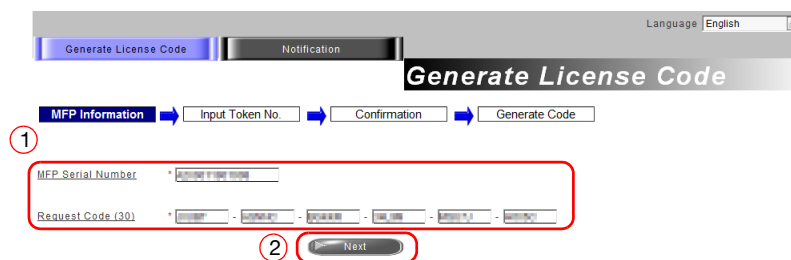 Language English
Generate License Code Notification
Generate License Code
MFP Information Input Token No. Confirmation Generate Code
1
MFP Serial Number *
Request Code (30) * - - - - -
2 Next